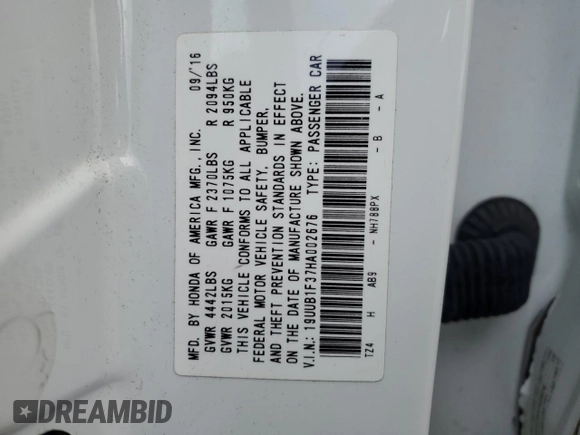 MFD. BY HONDA OF AMERICA MFG., INC. 09/'16
GVWR 4442LBS GAWR F 2370LBS R 2094LBS
GVWR 2015KG GAWR F 1075KG R 950KG
THIS VEHICLE CONFORMS TO ALL APPLICABLE
FEDERAL MOTOR VEHICLE SAFETY, BUMPER,
AND THEFT PREVENTION STANDARDS IN EFFECT
ON THE DATE OF MANUFACTURE SHOWN ABOVE.
V.I.N.: 19UUB1F37HA002676 TYPE: PASSENGER CAR
TZ4 H AB9 - NH788PX - B - A
DREAMBID